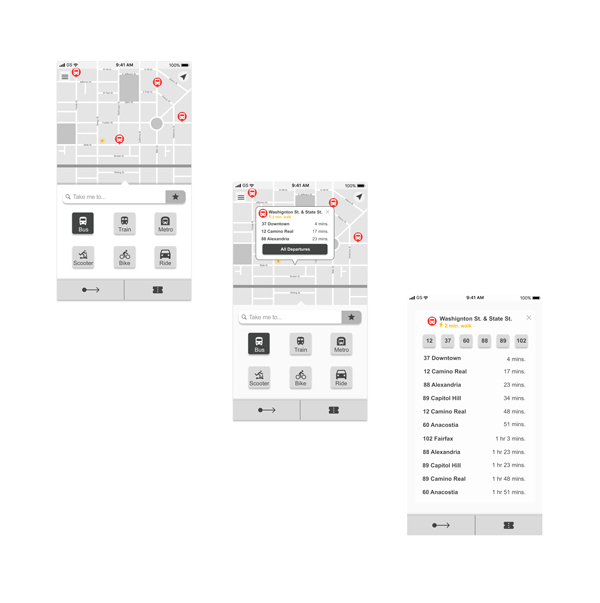 GS 9:41 AM 100%
Take me to...
Bus Train Metro
Scooter Bike Ride
GS 9:41 AM 100%
Washignton St. & State St.
2 min. walk
37 Downtown 4 mins.
12 Camino Real 17 mins.
88 Alexandria 23 mins.
All Departures
Take me to...
Bus Train Metro
Scooter Bike Ride
GS 9:41 AM 100%
Washignton St. & State St.
2 min. walk
12 37 60 88 89 102
37 Downtown 4 mins.
12 Camino Real 17 mins.
88 Alexandria 23 mins.
89 Capitol Hill 34 mins.
12 Camino Real 48 mins.
60 Anacostia 51 mins.
102 Fairfax 1 hr 3 mins.
88 Alexandria 1 hr 23 mins.
89 Capitol Hill 1 hr 23 mins.
89 Camino Real 1 hr 48 mins.
60 Anacostia 1 hr 51 mins.